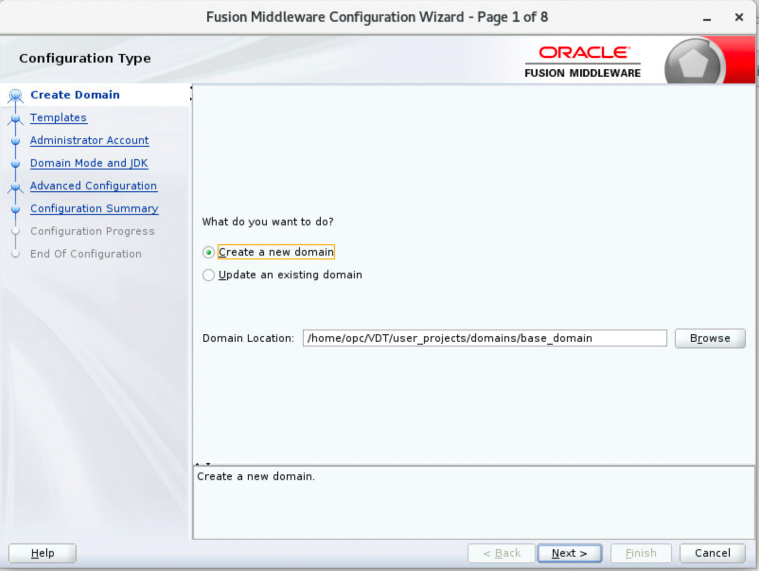 Fusion Middleware Configuration Wizard - Page 1 of 8
Configuration Type
ORACLE
FUSION MIDDLEWARE
Create Domain
Templates
Administrator Account
Domain Mode and JDK
Advanced Configuration
Configuration Summary
Configuration Progress
End Of Configuration
What do you want to do?
Create a new domain
Update an existing domain
Domain Location: /home/opc/VDT/user_projects/domains/base_domain Browse
Create a new domain.
Help < Back Next > Finish Cancel